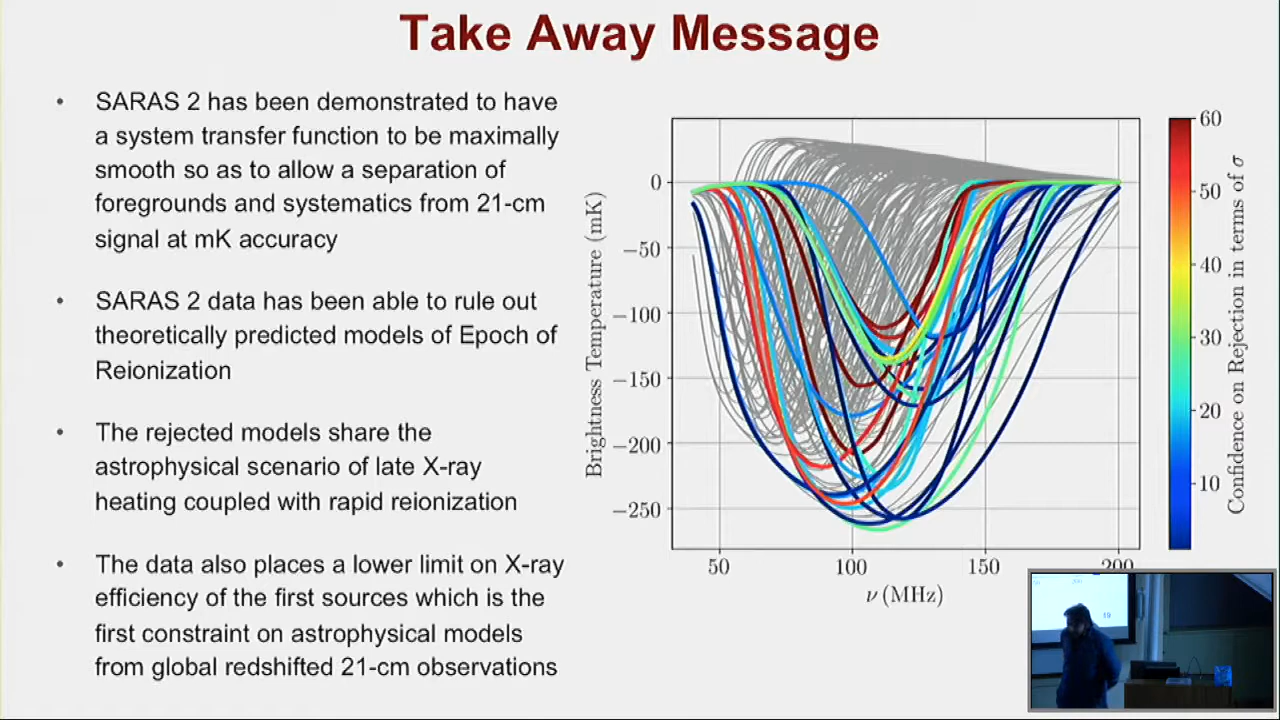 Take Away Message
• SARAS 2 has been demonstrated to have
a system transfer function to be maximally
smooth so as to allow a separation of
foregrounds and systematics from 21-cm
signal at mK accuracy
• SARAS 2 data has been able to rule out
theoretically predicted models of Epoch of
Reionization
• The rejected models share the
astrophysical scenario of late X-ray
heating coupled with rapid reionization
• The data also places a lower limit on X-ray
efficiency of the first sources which is the
first constraint on astrophysical models
from global redshifted 21-cm observations
Brightness Temperature (mK)
0
−50
−100
−150
−200
−250
50 100 150 200
ν (MHz)
60
50
40
30
20
10
Confidence on Rejection in terms of σ
19